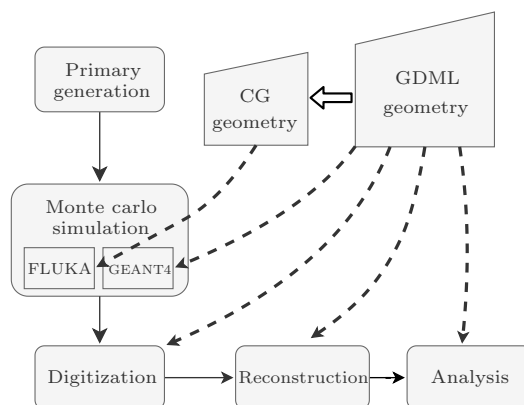 Primary
generation
CG
geometry
GDML
geometry
Monte carlo
simulation
FLUKA
GEANT4
Digitization
Reconstruction
Analysis